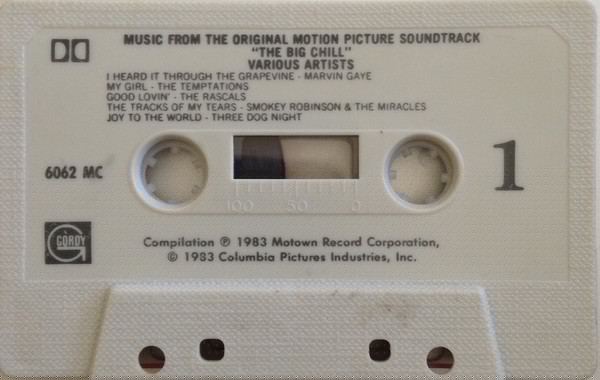 MUSIC FROM THE ORIGINAL MOTION PICTURE SOUNDTRACK
"THE BIG CHILL"
VARIOUS ARTISTS
I HEARD IT THROUGH THE GRAPEVINE - MARVIN GAYE
MY GIRL - THE TEMPTATIONS
GOOD LOVIN' - THE RASCALS
THE TRACKS OF MY TEARS - SMOKEY ROBINSON & THE MIRACLES
JOY TO THE WORLD - THREE DOG NIGHT
6062 MC
1
100 50 0
GORDY
Compilation ℗ 1983 Motown Record Corporation,
© 1983 Columbia Pictures Industries, Inc.